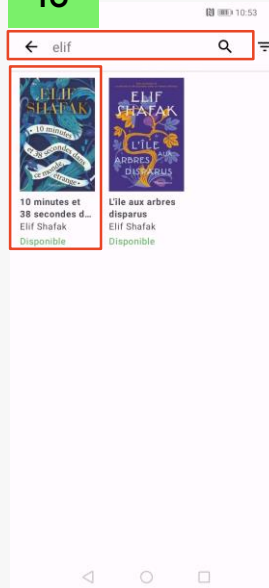 10:53
elif
ELIF
SHAFAK
10 minutes
et 38 secondes dans
ce monde
étrange
ELIF
SHAFAK
L'ÎLE AUX
ARBRES
DISPARUS
10 minutes et
38 secondes d...
Elif Shafak
Disponible
L'île aux arbres
disparus
Elif Shafak
Disponible